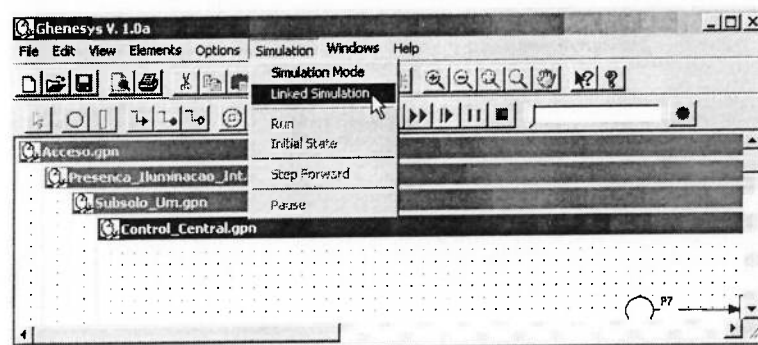 Ghenesys V. 1.0a
File Edit View Elements Options Simulation Windows Help
Simulation Mode
Linked Simulation
Run
Initial State
Step Forward
Pause
Acceso.gpn
Presenca_Iluminacao_Int.
Subsolo_Um.gpn
Control_Central.gpn
P7